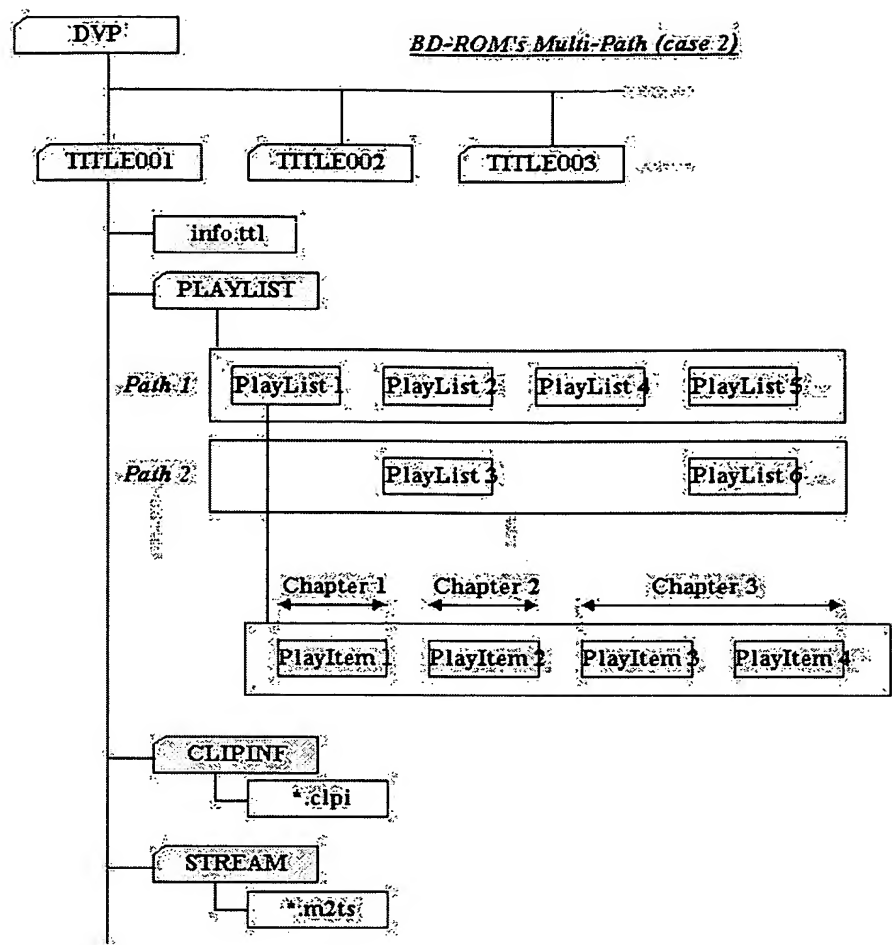 DVP
BD-ROM's Multi-Path (case 2)
TITLE001 TITLE002 TITLE003
info.ttl
PLAYLIST
Path 1 PlayList 1 PlayList 2 PlayList 4 PlayList 5
Path 2 PlayList 3 PlayList 6
Chapter 1 Chapter 2 Chapter 3
PlayItem 1 PlayItem 2 PlayItem 3 PlayItem 4
CLIPINF
*.clpi
STREAM
*.m2ts